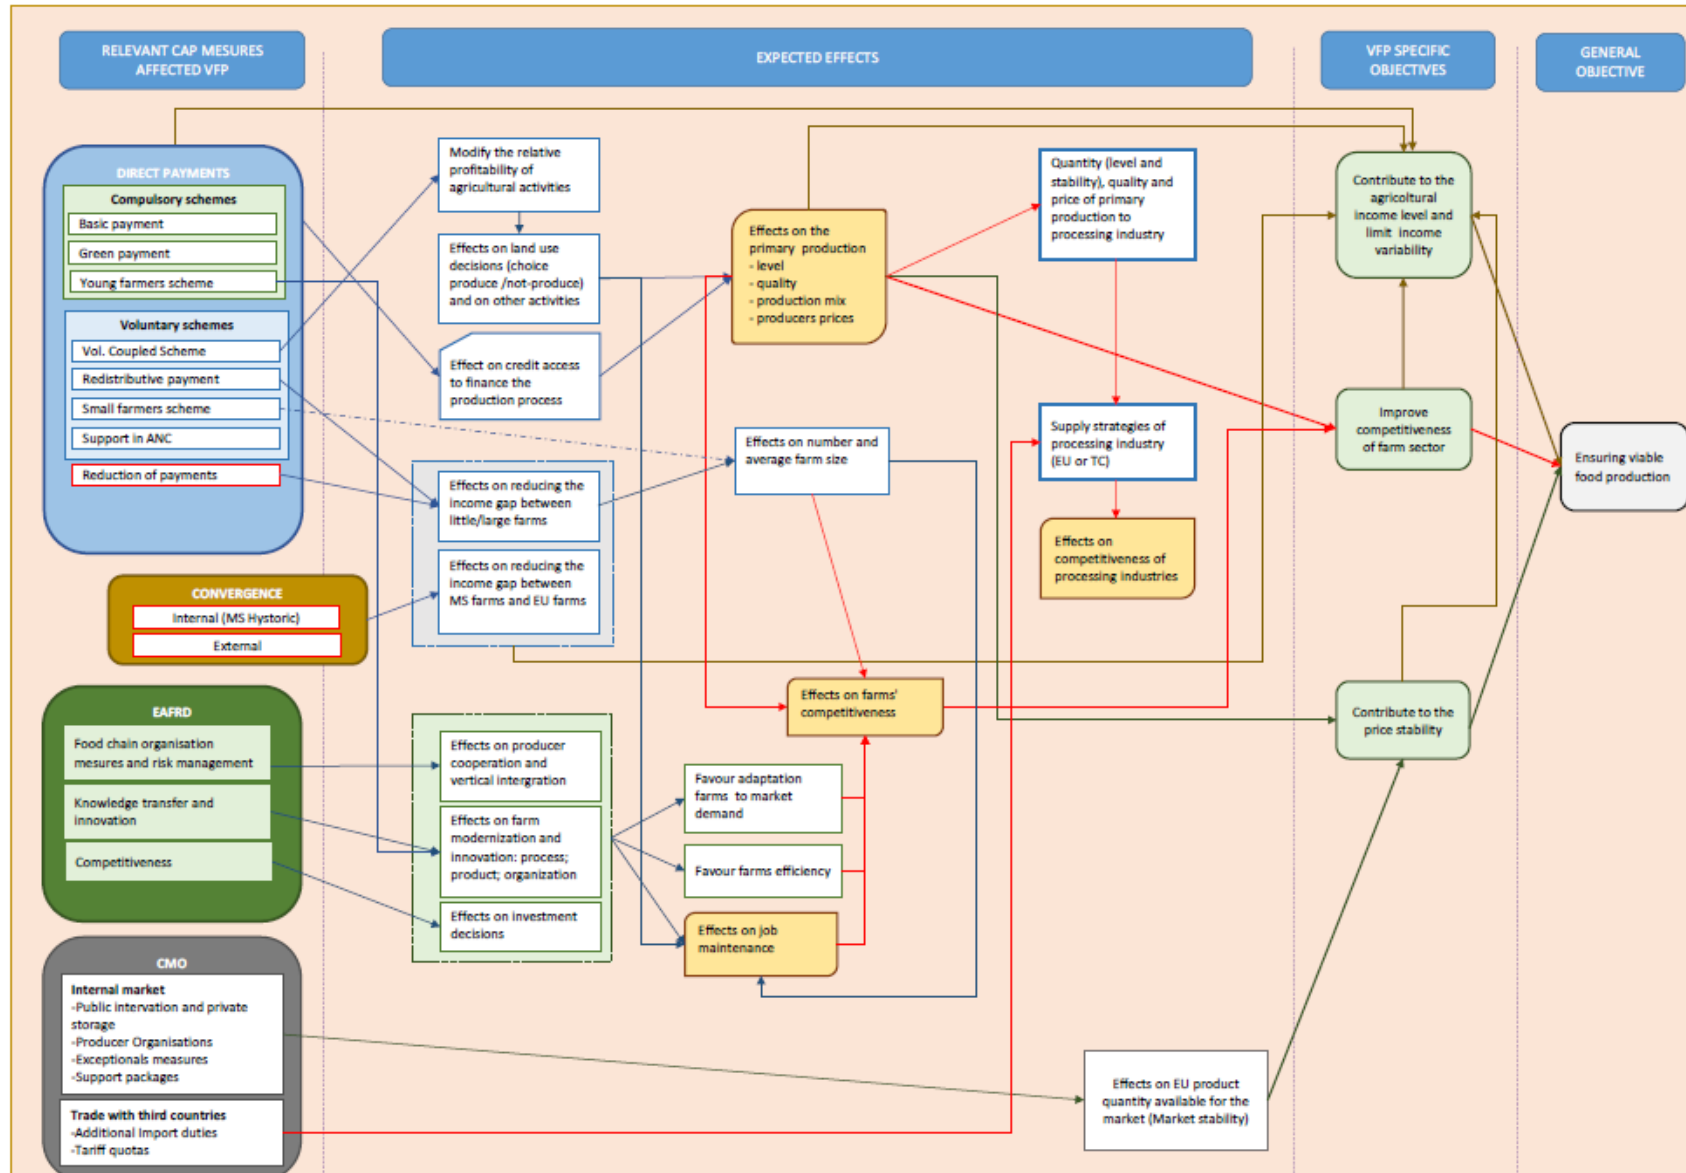 RELEVANT CAP MESURES
AFFECTED VFP
EXPECTED EFFECTS
VFP SPECIFIC
OBJECTIVES
GENERAL
OBJECTIVE
DIRECT PAYMENTS
Compulsory schemes
Basic payment
Green payment
Young farmers scheme
Voluntary schemes
Vol. Coupled Scheme
Redistributive payment
Small farmers scheme
Support in ANC
Reduction of payments
CONVERGENCE
Internal (MS Hystoric)
External
EAFRD
Food chain organisation
mesures and risk management
Knowledge transfer and
innovation
Competitiveness
CMO
Internal market
-Public intervation and private
storage
-Producer Organisations
-Exceptionals measures
-Support packages
Trade with third countries
-Additional Import duties
-Tariff quotas
Modify the relative
profitability of
agricultural activities
Effects on land use
decisions (choice
produce /not-produce)
and on other activities
Effect on credit access
to finance the
production process
Effects on reducing the
income gap between
little/large farms
Effects on reducing the
income gap between
MS farms and EU farms
Effects on producer
cooperation and
vertical intergration
Effects on farm
modernization and
innovation: process;
product; organization
Effects on investment
decisions
Effects on the
primary production
- level
- quality
- production mix
- producers prices
Effects on number and
average farm size
Effects on farms'
competitiveness
Favour adaptation
farms to market
demand
Favour farms efficiency
Effects on job
maintenance
Quantity (level and
stability), quality and
price of primary
production to
processing industry
Supply strategies of
processing industry
(EU or TC)
Effects on
competitiveness of
processing industries
Effects on EU product
quantity available for the
market (Market stability)
Contribute to the
agricoltural
income level and
limit income
variability
Improve
competitiveness
of farm sector
Contribute to the
price stability
Ensuring viable
food production